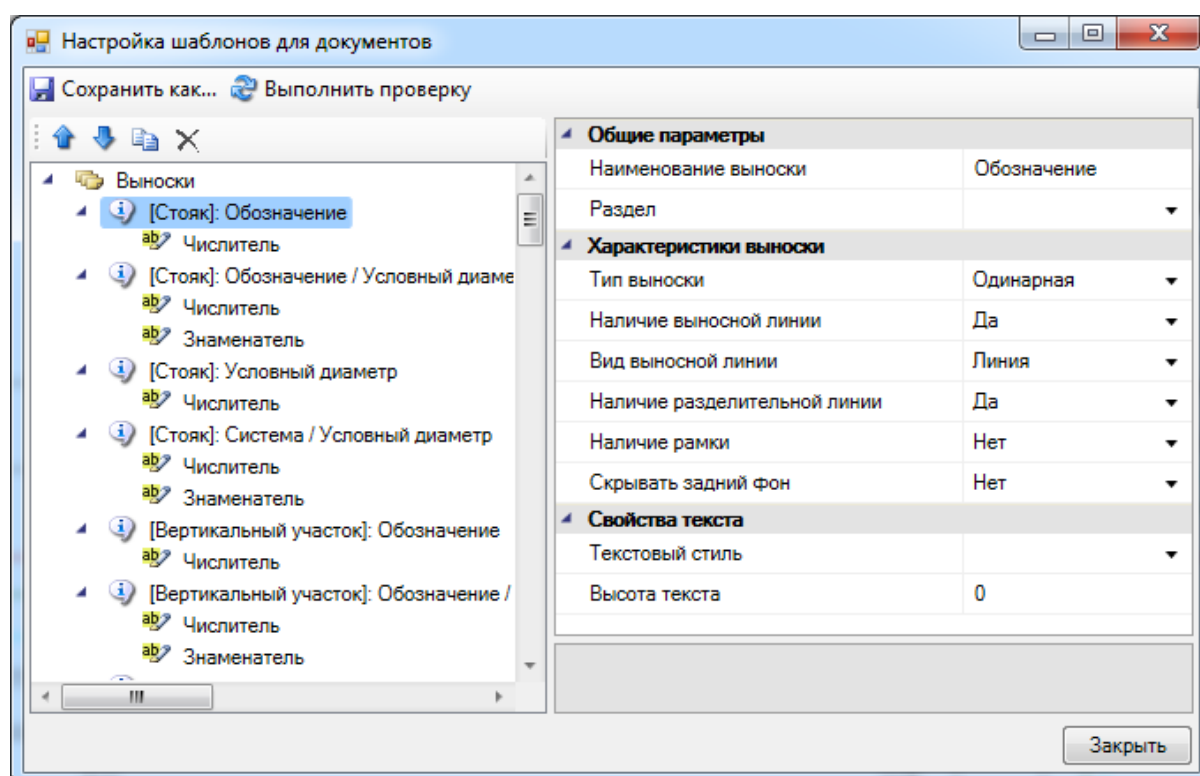 Настройка шаблонов для документов
Сохранить как... Выполнить проверку
Выноски
[Стояк]: Обозначение
Числитель
[Стояк]: Обозначение / Условный диаме
Числитель
Знаменатель
[Стояк]: Условный диаметр
Числитель
[Стояк]: Система / Условный диаметр
Числитель
Знаменатель
[Вертикальный участок]: Обозначение
Числитель
[Вертикальный участок]: Обозначение /
Числитель
Знаменатель
Общие параметры
Наименование выноски Обозначение
Раздел
Характеристики выноски
Тип выноски Одинарная
Наличие выносной линии Да
Вид выносной линии Линия
Наличие разделительной линии Да
Наличие рамки Нет
Скрывать задний фон Нет
Свойства текста
Текстовый стиль
Высота текста 0
Закрыть